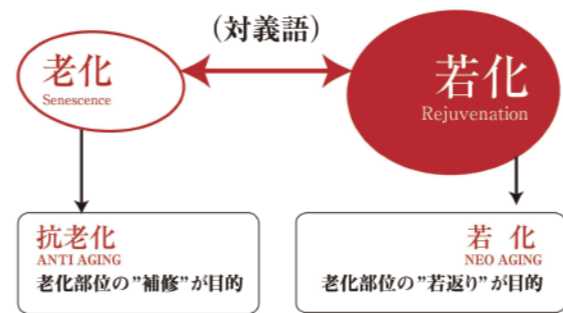 (対義語)
老化
Senescence
若化
Rejuvenation
抗老化
ANTI AGING
老化部位の”補修”が目的
若 化
NEO AGING
老化部位の”若返り”が目的